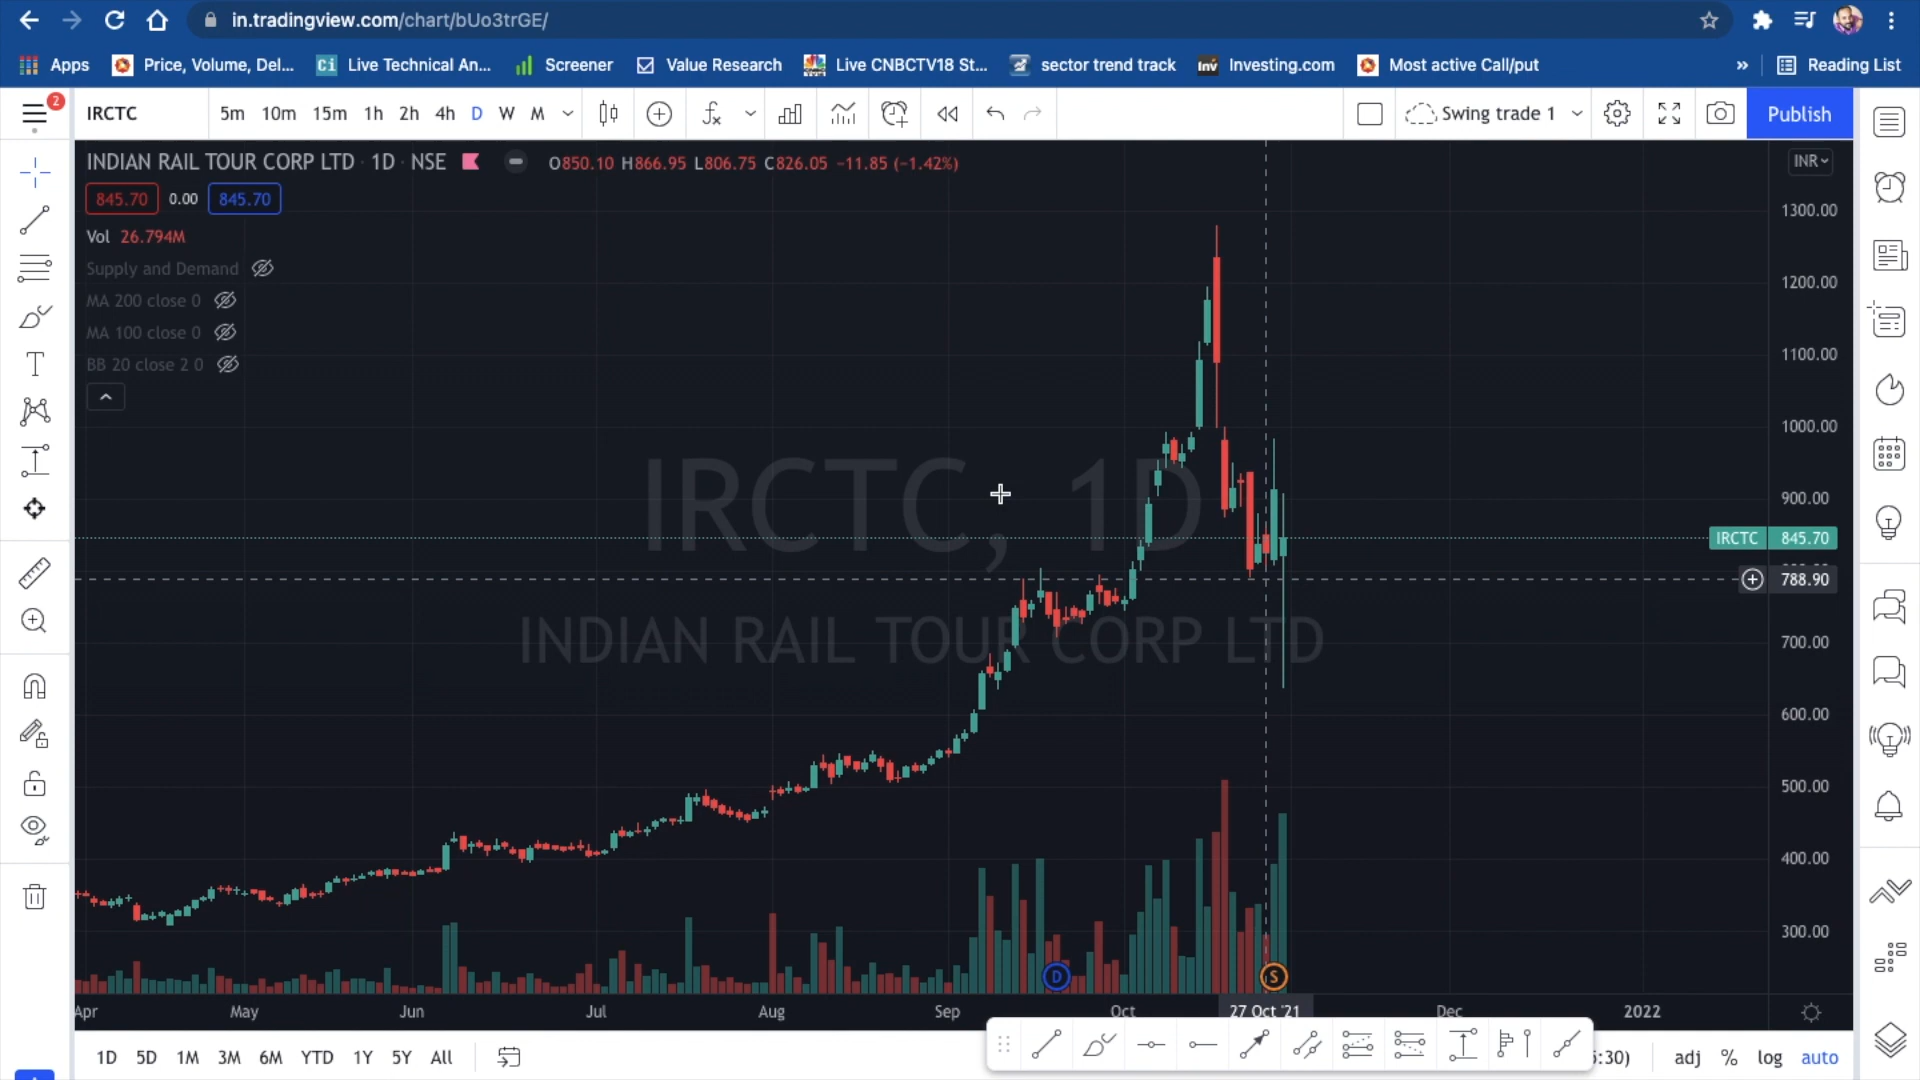 in.tradingview.com/chart/bUo3trGE/
Apps Price, Volume, Del... Ci Live Technical An... Screener Value Research Live CNBCTV18 St... sector trend track Inv Investing.com Most active Call/put » Reading List
2 IRCTC 5m 10m 15m 1h 2h 4h D W M Swing trade 1 Publish
INDIAN RAIL TOUR CORP LTD · 1D · NSE O850.10 H866.95 L806.75 C826.05 −11.85 (−1.42%) INR
845.70 0.00 845.70
1300.00
Vol 26.794M
Supply and Demand
1200.00
MA 200 close 0
MA 100 close 0
1100.00
BB 20 close 2 0
1000.00
IRCTC, 1D
900.00
IRCTC 845.70
788.90
INDIAN RAIL TOUR CORP LTD
700.00
600.00
500.00
400.00
300.00
D S
Apr May Jun Jul Aug Sep Oct 27 Oct '21 Dec 2022
1D 5D 1M 3M 6M YTD 1Y 5Y All :30) adj % log auto